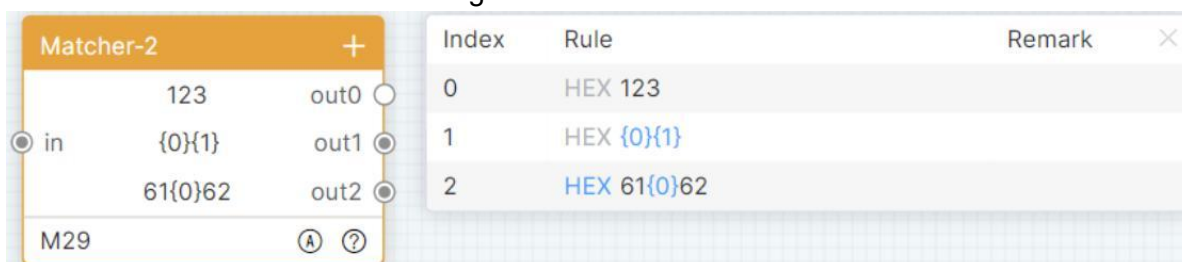 Matcher-2 +
123 out0
in {0}{1} out1
61{0}62 out2
M29 A ?
Index Rule Remark ×
0 HEX 123
1 HEX {0}{1}
2 HEX 61{0}62